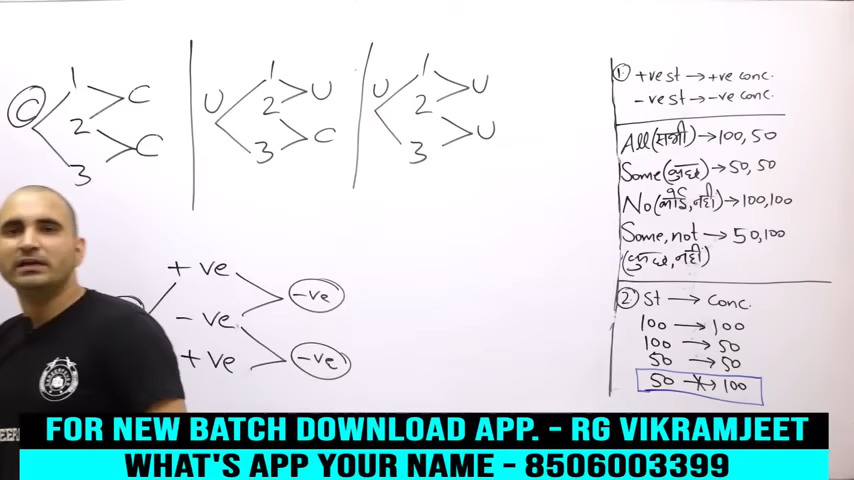 1
C
C
2
C
3
1
U
U
2
C
3
1
U
U
2
U
3
+ ve
- ve
- ve
+ ve
- ve
① +ve st → +ve conc.
-ve st → -ve conc.
All (सभी) → 100, 50
Some (कुछ) → 50, 50
No (कोई, नहीं) → 100, 100
Some, not → 50, 100
(कुछ, नहीं)
② St → Conc.
100 → 100
100 → 50
50 → 50
50 → 100
FOR NEW BATCH DOWNLOAD APP. - RG VIKRAMJEET
WHAT'S APP YOUR NAME - 8506003399